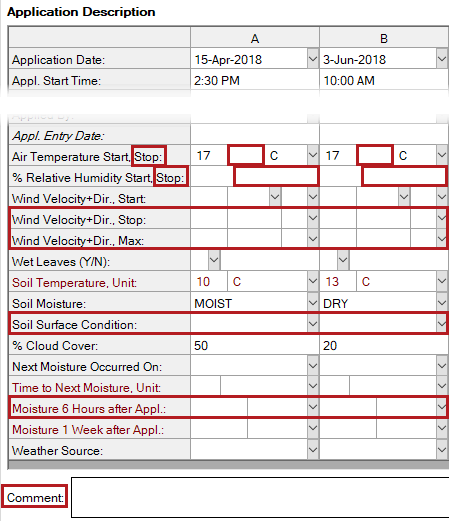 Application Description
A B
Application Date: 15-Apr-2018 3-Jun-2018
Appl. Start Time: 2:30 PM 10:00 AM
Applied By:
Appl. Entry Date:
Air Temperature Start, Stop: 17 C 17 C
% Relative Humidity Start, Stop:
Wind Velocity+Dir., Start:
Wind Velocity+Dir., Stop:
Wind Velocity+Dir., Max:
Wet Leaves (Y/N):
Soil Temperature, Unit: 10 C 13 C
Soil Moisture: MOIST DRY
Soil Surface Condition:
% Cloud Cover: 50 20
Next Moisture Occurred On:
Time to Next Moisture, Unit:
Moisture 6 Hours after Appl.:
Moisture 1 Week after Appl.:
Weather Source:
Comment: